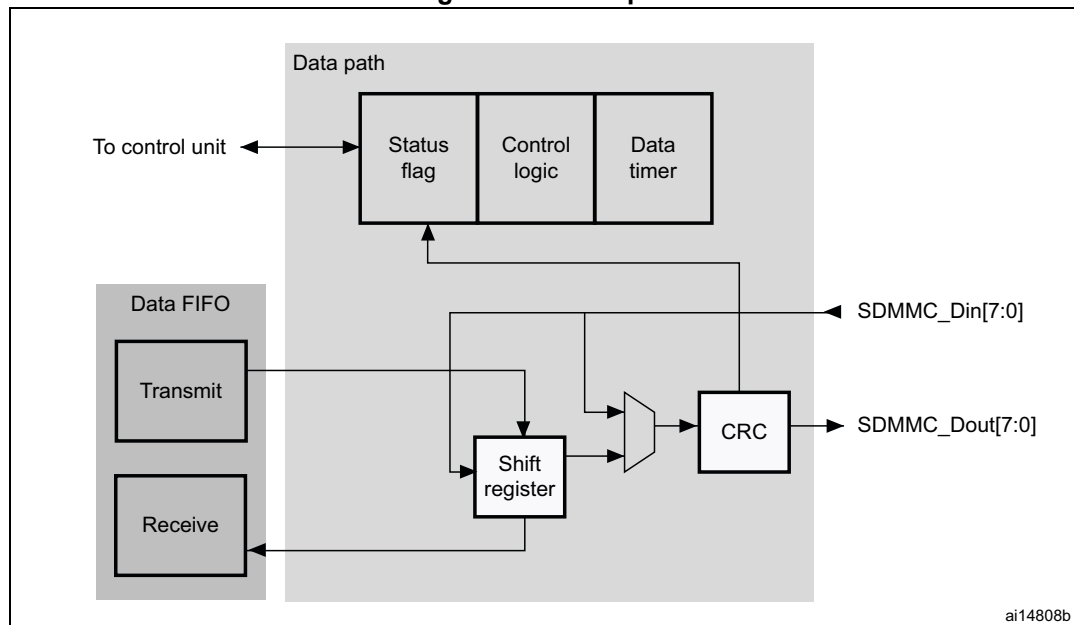 Data path
To control unit
Status
flag
Control
logic
Data
timer
Data FIFO
SDMMC_Din[7:0]
Transmit
CRC
SDMMC_Dout[7:0]
Shift
register
Receive
ai14808b